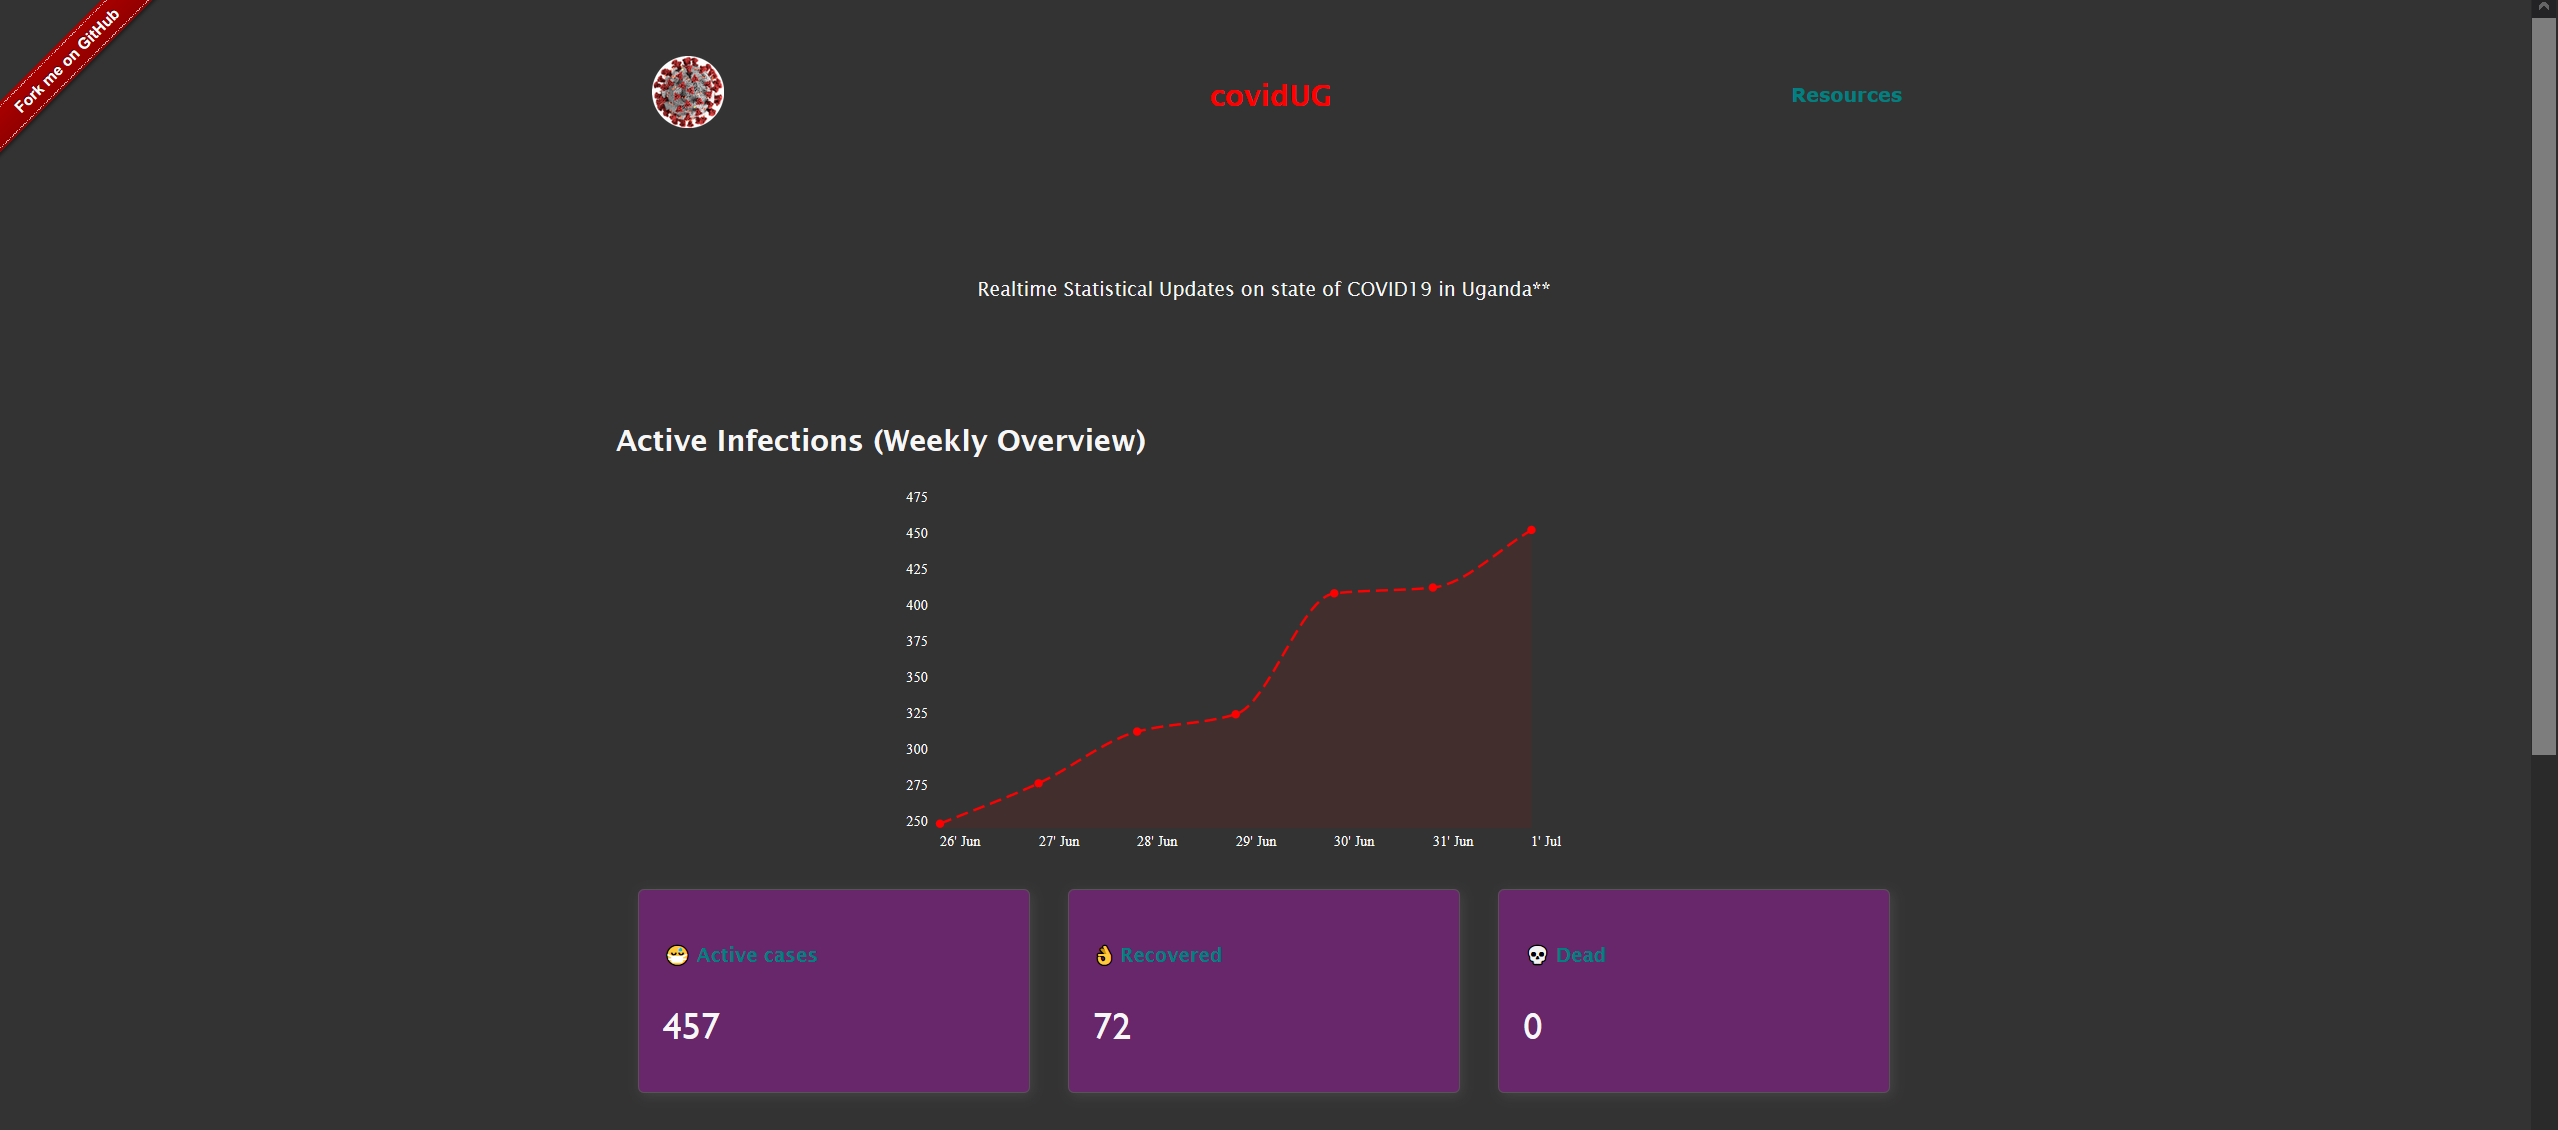 Fork me on GitHub
covidUG
Resources
Realtime Statistical Updates on state of COVID19 in Uganda**
Active Infections (Weekly Overview)
475
450
425
400
375
350
325
300
275
250
26' Jun 27' Jun 28' Jun 29' Jun 30' Jun 31' Jun 1' Jul
Active cases
457
Recovered
72
Dead
0